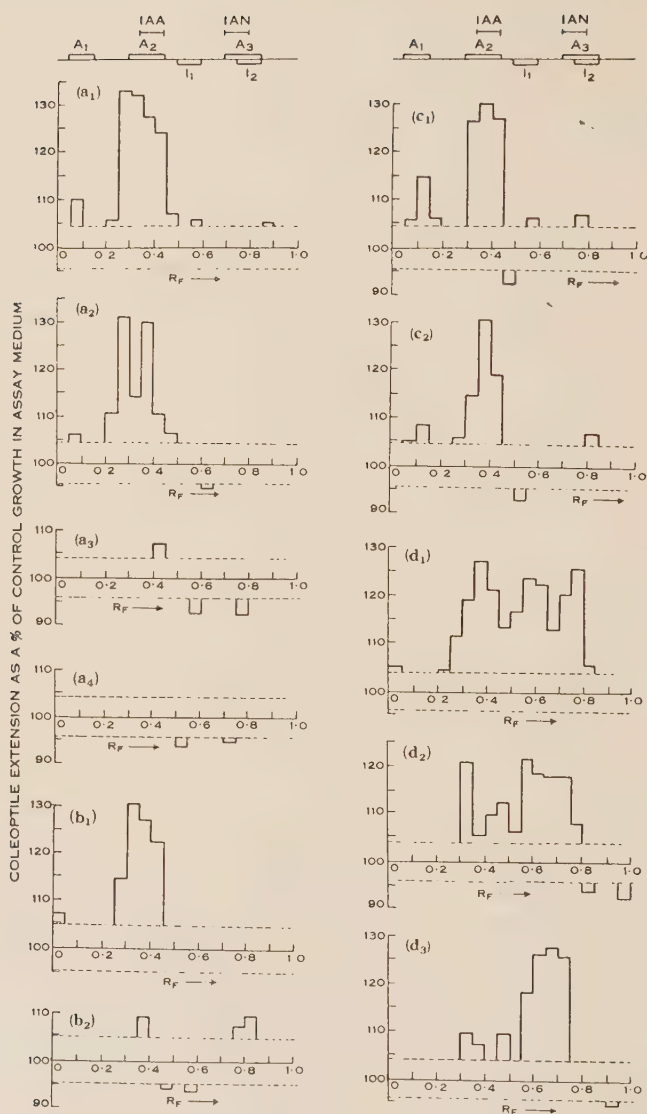 IAA IAN
A1 A2 A3
I1 I2
IAA IAN
A1 A2 A3
I1 I2
COLEOPTILE EXTENSION AS A % OF CONTROL GROWTH IN ASSAY MEDIUM
(a1)
130
120
110
100
0 0·2 0·4 0·6 0·8 1·0
RF →
(a2)
130
120
110
100
0 0·2 0·4 0·6 0·8 1·0
95
90
RF →
(a3)
110
100
0 0·2 0·4 0·6 0·8 1·0
95
90
RF →
(a4)
110
100
0 0·2 0·4 0·6 0·8 1·0
95
90
RF →
(b1)
130
120
110
100
0 0·2 0·4 0·6 0·8 1·0
RF →
(b2)
110
100
0 0·2 0·4 0·6 0·8 1·0
95
90
RF →
(c1)
130
120
110
100
0 0·2 0·4 0·6 0·8 1·0
90
RF →
(c2)
130
120
110
100
0 0·2 0·4 0·6 0·8 1·0
90
RF →
(d1)
130
120
110
100
0 0·2 0·4 0·6 0·8 1·0
RF →
(d2)
120
110
100
0 0·2 0·4 0·6 0·8 1·0
90
RF →
(d3)
130
120
110
100
0 0·2 0·4 0·6 0·8 1·0
RF →